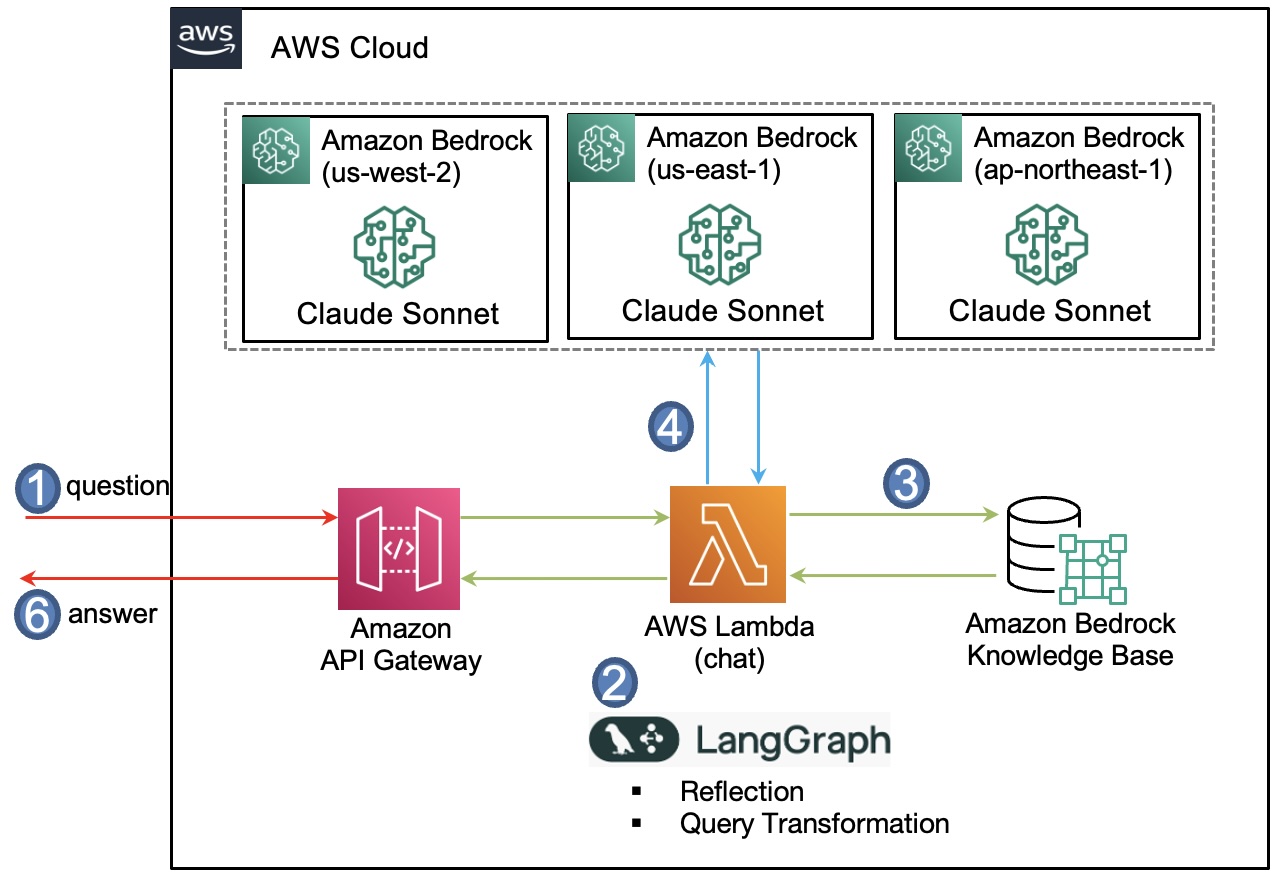 aws
AWS Cloud
Amazon Bedrock
(us-west-2)
Claude Sonnet
Amazon Bedrock
(us-east-1)
Claude Sonnet
Amazon Bedrock
(ap-northeast-1)
Claude Sonnet
4
1 question
3
</>
6 answer
Amazon
API Gateway
AWS Lambda
(chat)
Amazon Bedrock
Knowledge Base
2
LangGraph
▪ Reflection
▪ Query Transformation